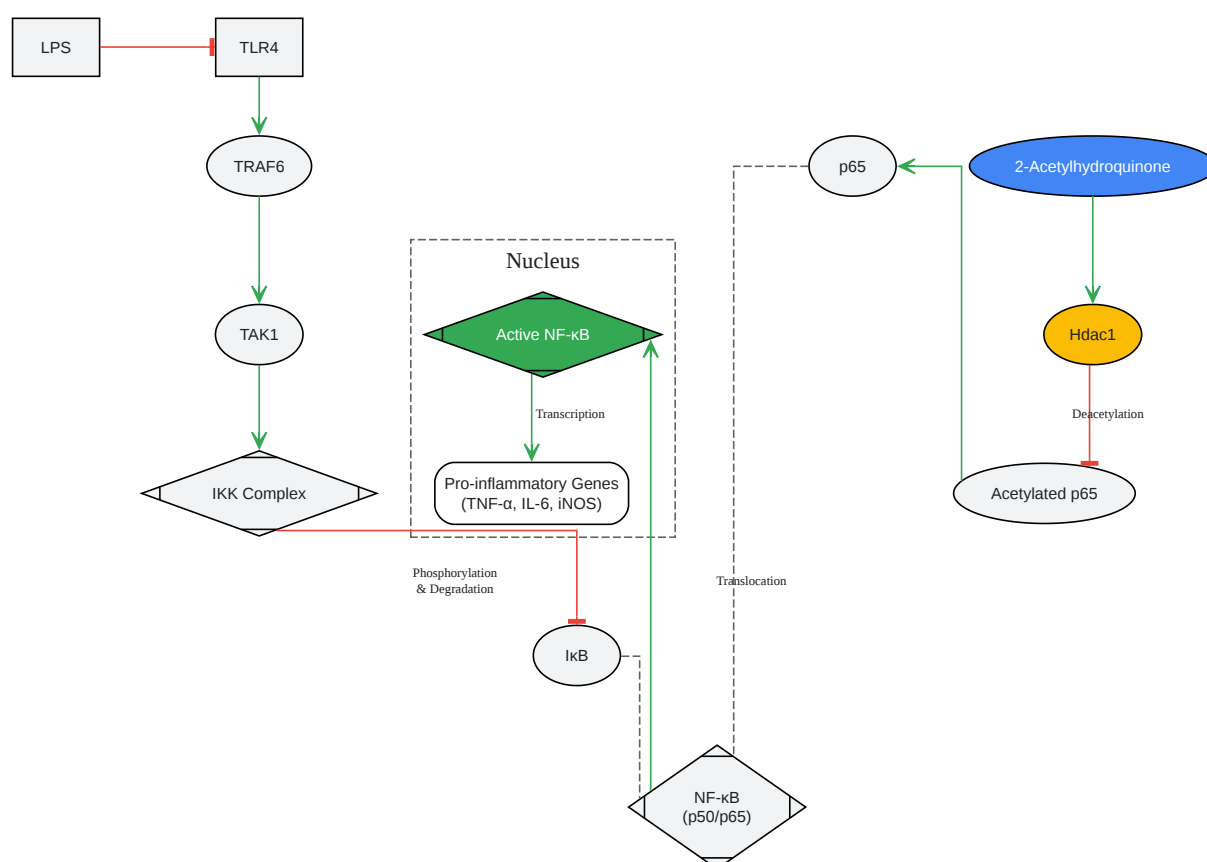 LPS
TLR4
TRAF6
p65
2-Acetylhydroquinone
Nucleus
TAK1
Active NF-κB
Hdac1
Transcription
Deacetylation
Pro-inflammatory Genes
(TNF-α, IL-6, iNOS)
IKK Complex
Acetylated p65
Phosphorylation
& Degradation
Translocation
IκB
NF-κB
(p50/p65)